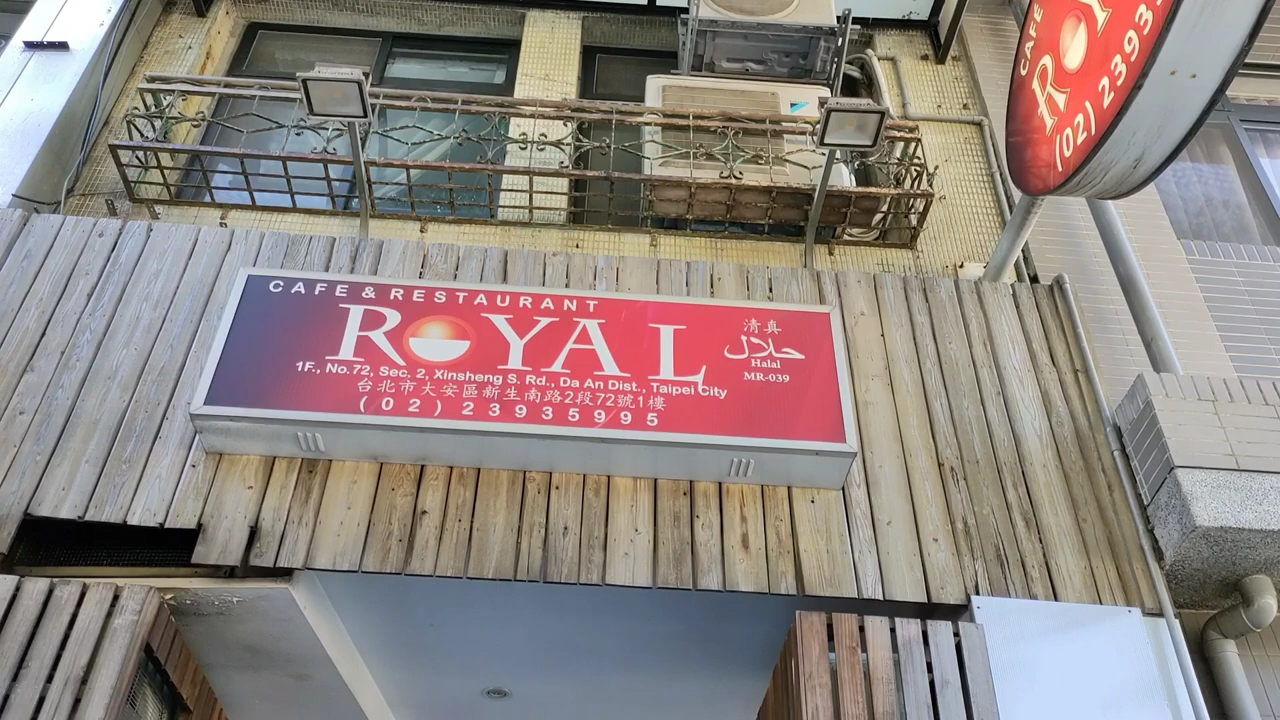 CAFE & RESTAURANT
ROYAL
1F., No.72, Sec. 2, Xinsheng S. Rd., Da An Dist., Taipei City
台北市大安區新生南路2段72號1樓
(02)23935995
清真
حلال
Halal
MR-039
CAFE
RO
(02) 2393